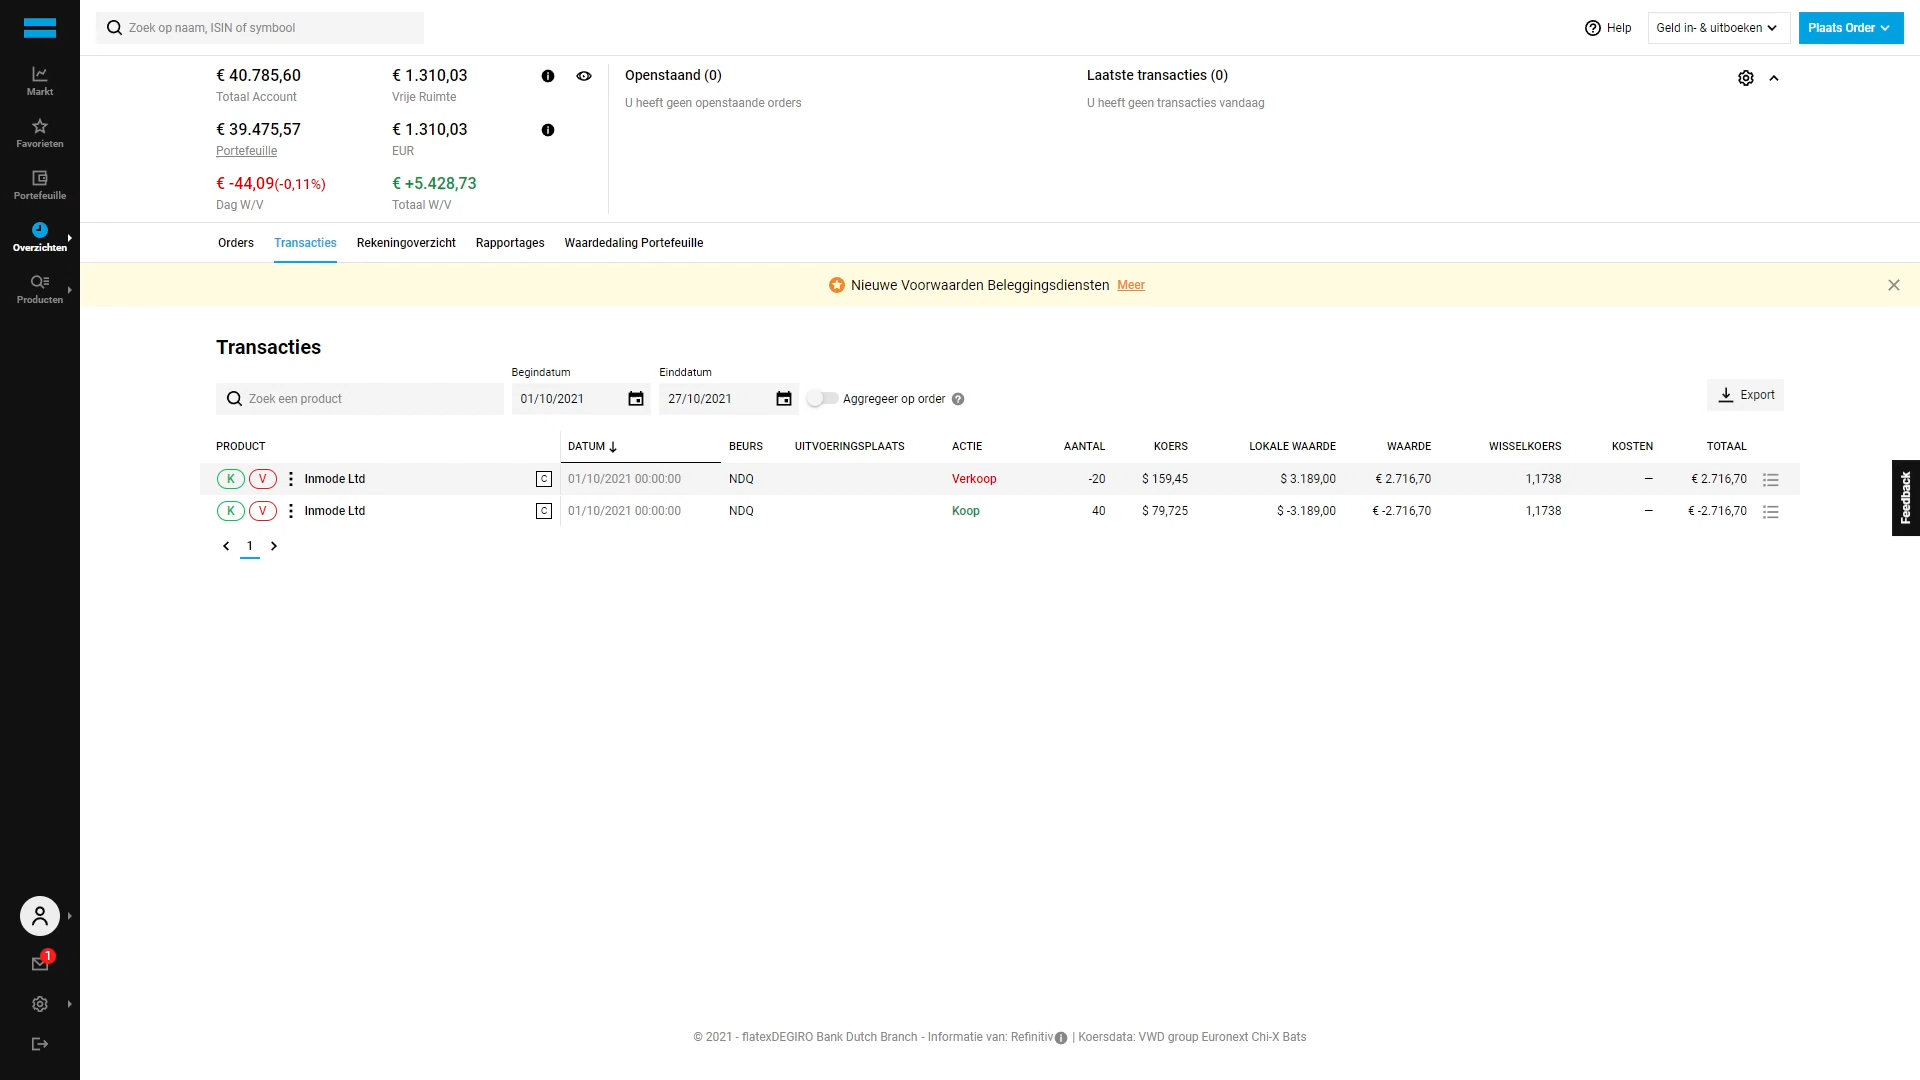 Zoek op naam, ISIN of symbool
Help
Geld in- & uitboeken
Plaats Order
Markt
Favorieten
Portefeuille
Overzichten
Producten
1
€ 40.785,60
Totaal Account
€ 1.310,03
Vrije Ruimte
€ 39.475,57
Portefeuille
€ 1.310,03
EUR
€ -44,09(-0,11%)
Dag W/V
€ +5.428,73
Totaal W/V
Openstaand (0)
U heeft geen openstaande orders
Laatste transacties (0)
U heeft geen transacties vandaag
Orders Transacties Rekeningoverzicht Rapportages Waardedaling Portefeuille
Nieuwe Voorwaarden Beleggingsdiensten Meer
Transacties
Begindatum Einddatum
Zoek een product 01/10/2021 27/10/2021 Aggregeer op order
Export
PRODUCT DATUM BEURS UITVOERINGSPLAATS ACTIE AANTAL KOERS LOKALE WAARDE WAARDE WISSELKOERS KOSTEN TOTAAL
K V Inmode Ltd C 01/10/2021 00:00:00 NDQ Verkoop -20 $ 159,45 $ 3.189,00 € 2.716,70 1,1738 — € 2.716,70
K V Inmode Ltd C 01/10/2021 00:00:00 NDQ Koop 40 $ 79,725 $ -3.189,00 € -2.716,70 1,1738 — € -2.716,70
1
Feedback
© 2021 - flatexDEGIRO Bank Dutch Branch - Informatie van: Refinitiv | Koersdata: VWD group Euronext Chi-X Bats